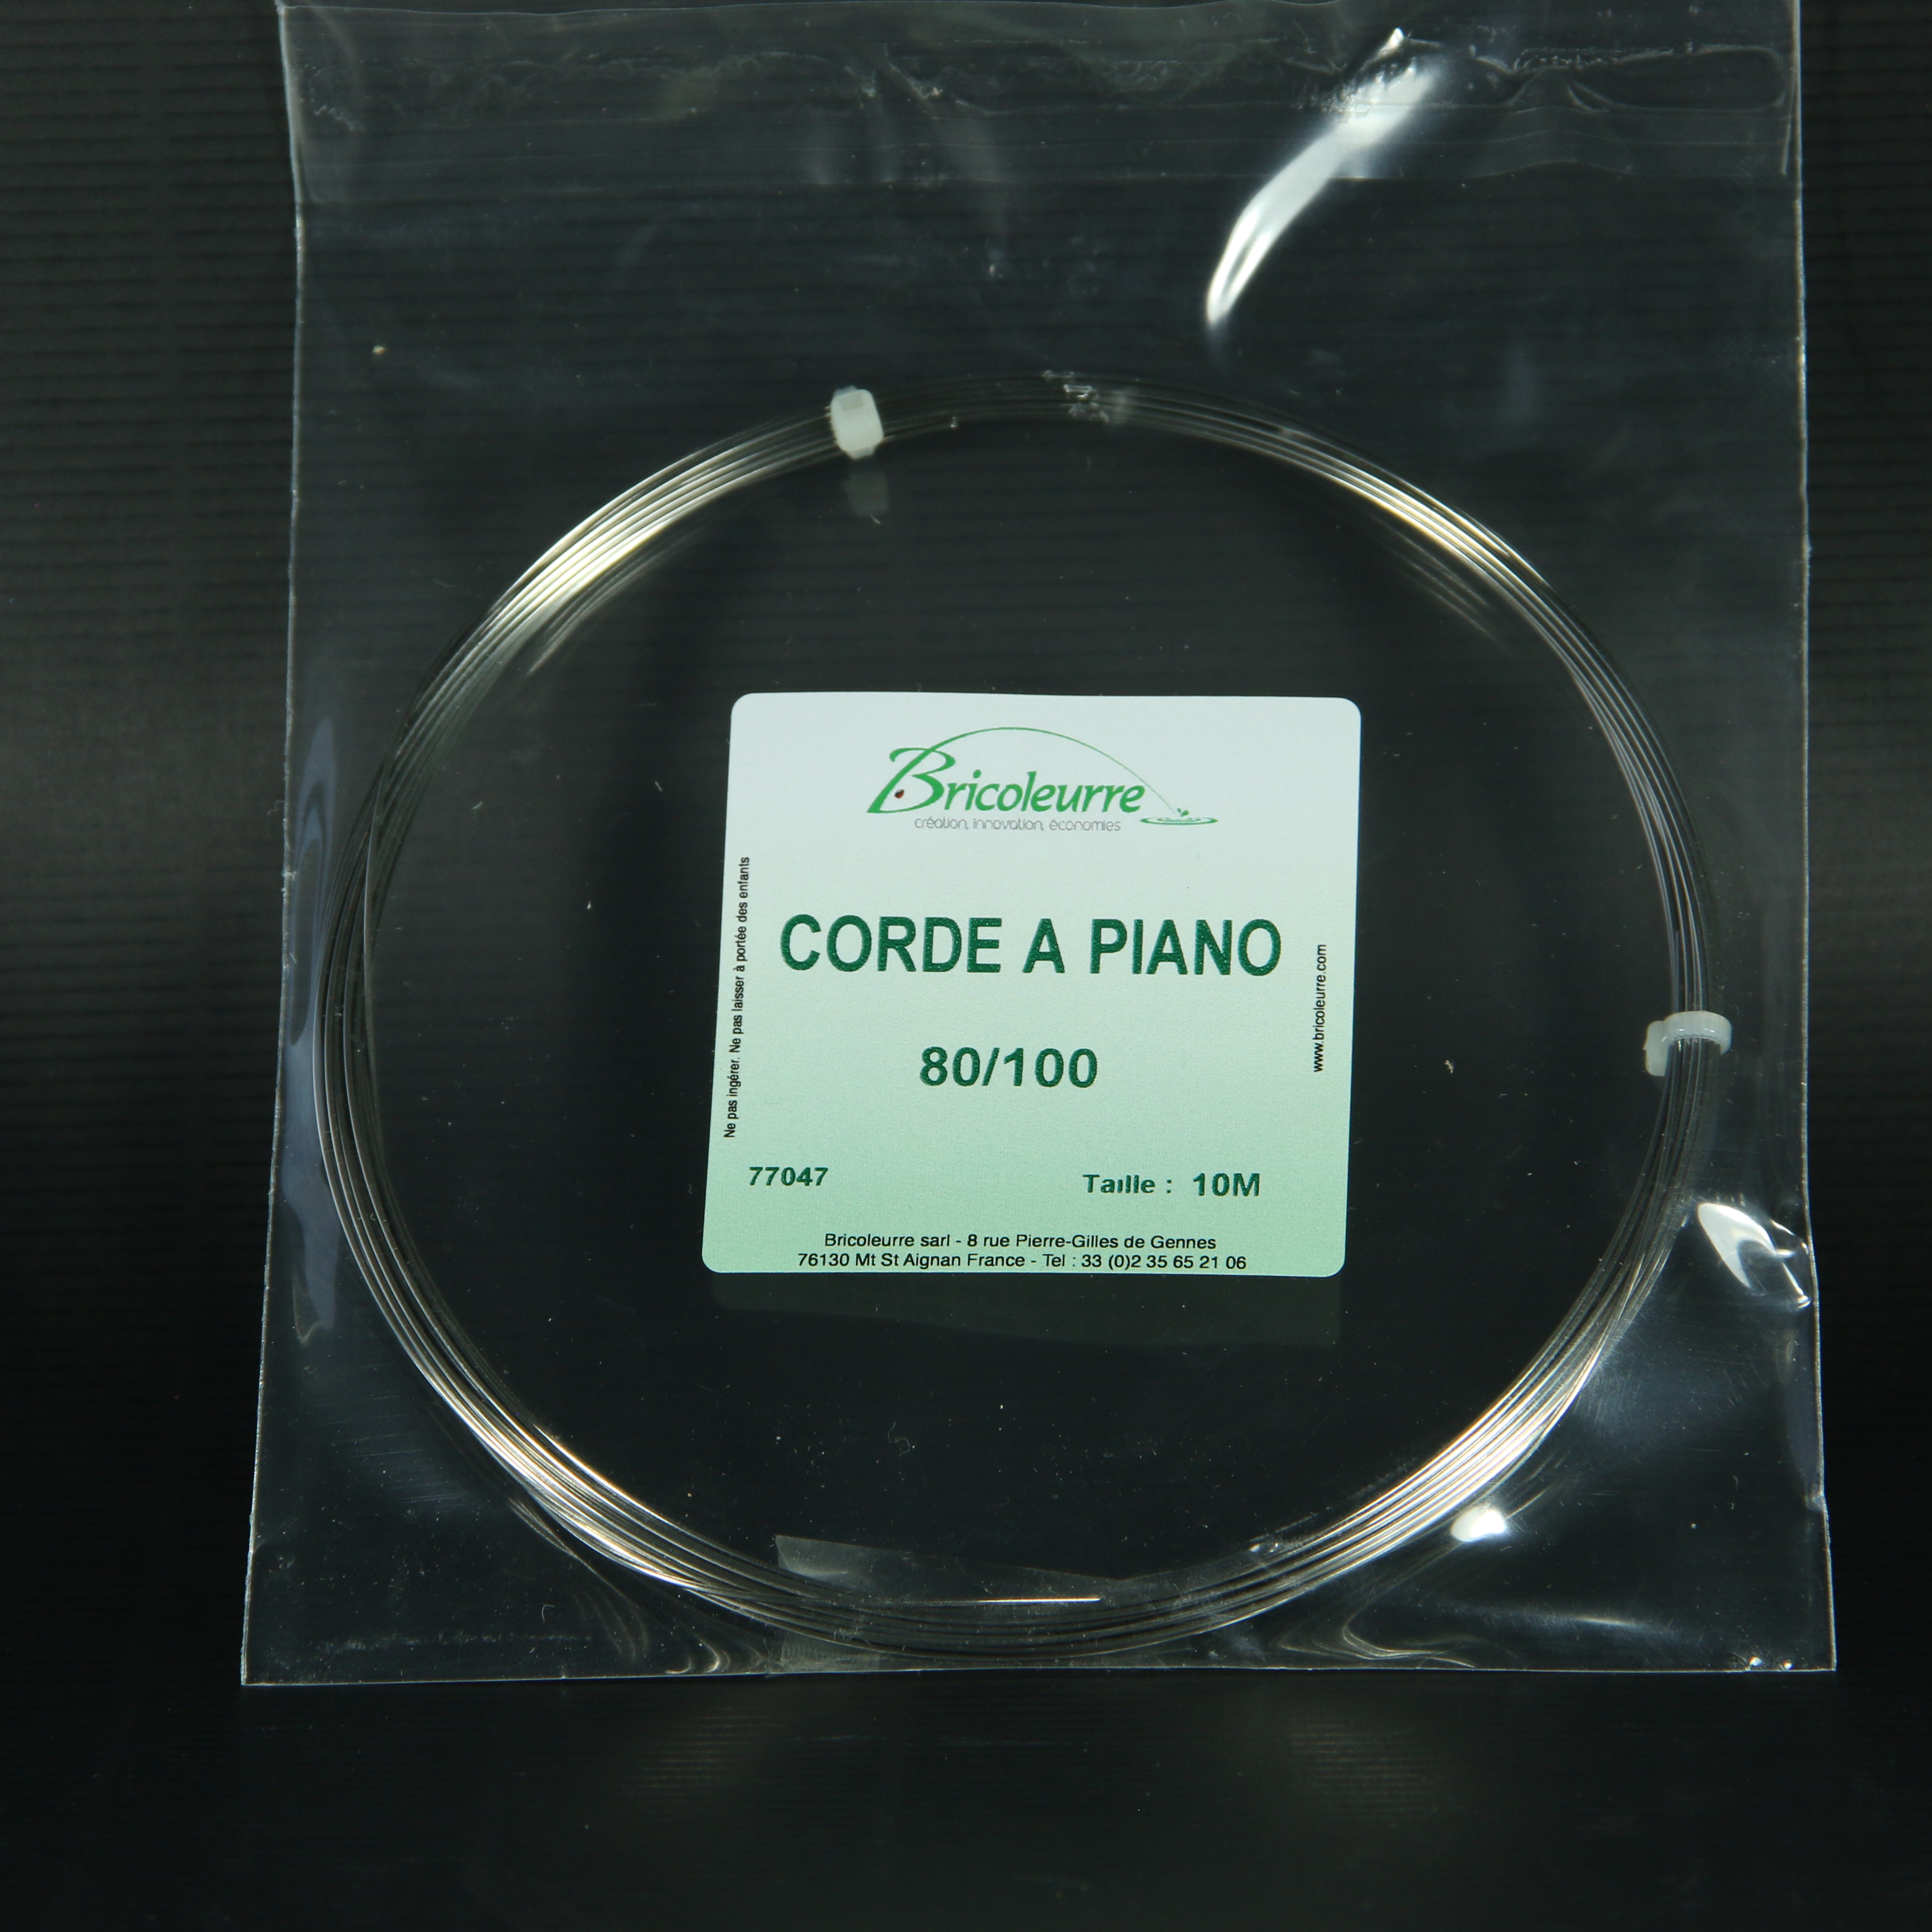 Bricoleurre
création, innovation, économies
CORDE A PIANO
80/100
77047
Taille : 10M
Bricoleurre sarl - 8 rue Pierre-Gilles de Gennes
76130 Mt St Aignan France - Tel : 33 (0)2 35 65 21 06
Ne pas ingérer. Ne pas laisser à portée des enfants
www.bricoleurre.com